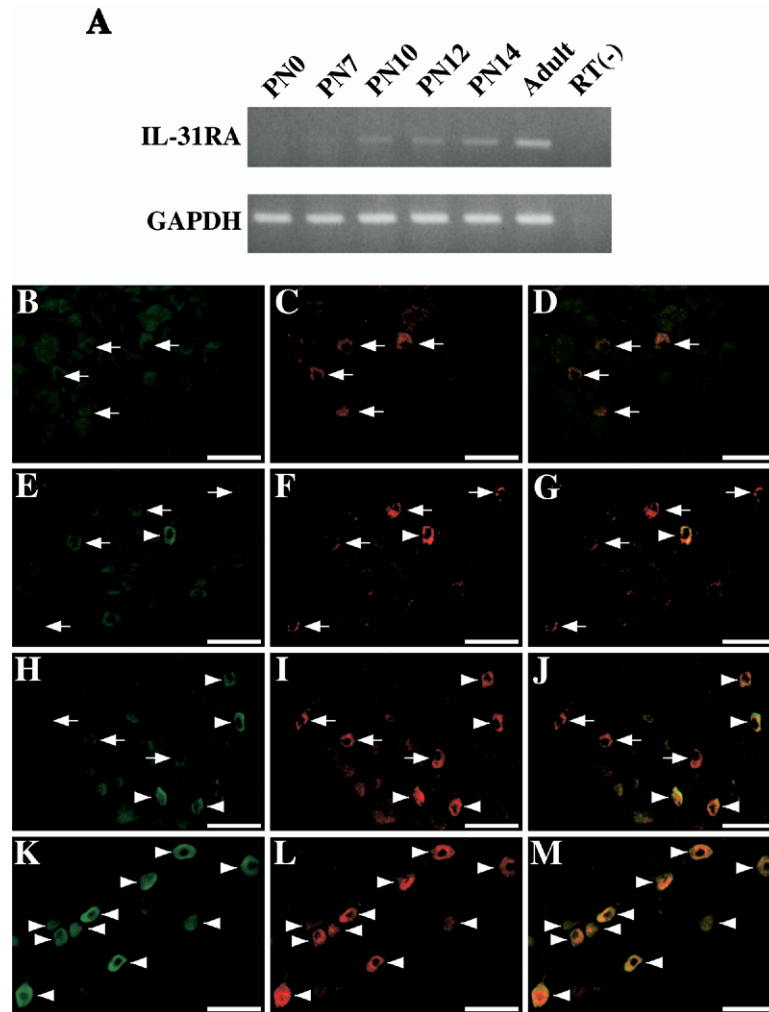 A
PN0 PN7 PN10 PN12 PN14 Adult RT(-)
IL-31RA
GAPDH
B C D
E F G
H I J
K L M